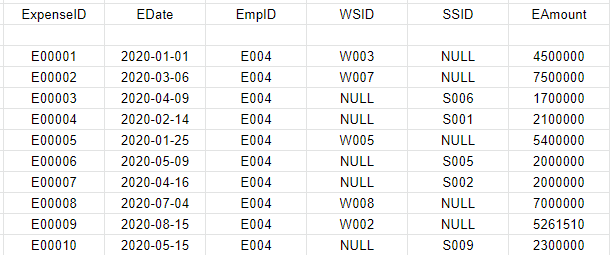 ExpenseID EDate EmpID WSID SSID EAmount
E00001 2020-01-01 E004 W003 NULL 4500000
E00002 2020-03-06 E004 W007 NULL 7500000
E00003 2020-04-09 E004 NULL S006 1700000
E00004 2020-02-14 E004 NULL S001 2100000
E00005 2020-01-25 E004 W005 NULL 5400000
E00006 2020-05-09 E004 NULL S005 2000000
E00007 2020-04-16 E004 NULL S002 2000000
E00008 2020-07-04 E004 W008 NULL 7000000
E00009 2020-08-15 E004 W002 NULL 5261510
E00010 2020-05-15 E004 NULL S009 2300000